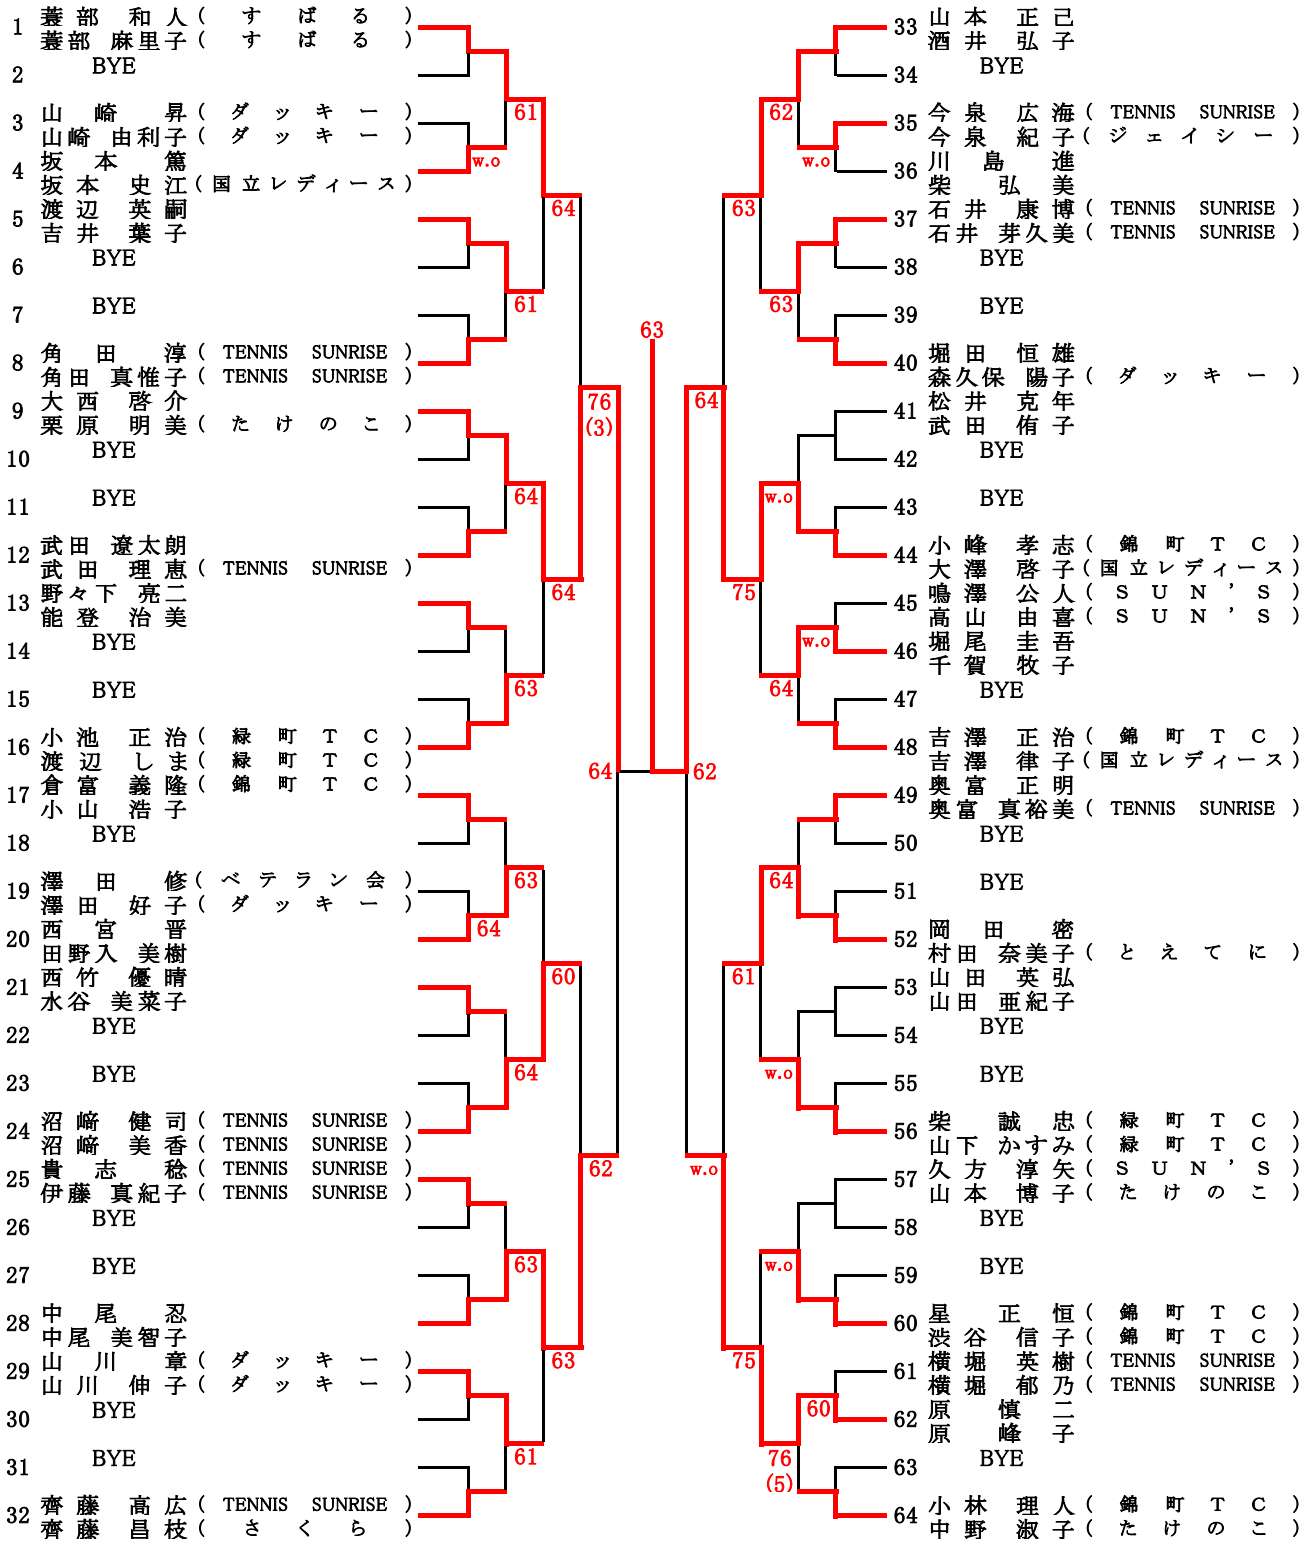 1 蓑部 和人 ( すばる )
蓑部 麻里子 ( すばる )
2 BYE
3 山崎 昇 ( ダッキー )
山崎 由利子 ( ダッキー )
4 坂本 篤
坂本 史江 ( 国立レディース )
5 渡辺 英嗣
吉井 葉子
6 BYE
7 BYE
8 角田 淳 ( TENNIS SUNRISE )
角田 真惟子 ( TENNIS SUNRISE )
9 大西 啓介
栗原 明美 ( たけのこ )
10 BYE
11 BYE
12 武田 遼太朗
武田 理恵 ( TENNIS SUNRISE )
13 野々下 亮二
能登 治美
14 BYE
15 BYE
16 小池 正治 ( 緑町TC )
渡辺 しま ( 緑町TC )
17 倉富 義隆 ( 錦町TC )
小山 浩子
18 BYE
19 澤田 修 ( ベテラン会 )
澤田 好子 ( ダッキー )
20 西宮 晋
田野入 美樹
21 西竹 優晴
水谷 美菜子
22 BYE
23 BYE
24 沼崎 健司 ( TENNIS SUNRISE )
沼崎 美香 ( TENNIS SUNRISE )
25 貴志 稔 ( TENNIS SUNRISE )
伊藤 真紀子 ( TENNIS SUNRISE )
26 BYE
27 BYE
28 中尾 忍
中尾 美智子
29 山川 章 ( ダッキー )
山川 伸子 ( ダッキー )
30 BYE
31 BYE
32 齊藤 高広 ( TENNIS SUNRISE )
齊藤 昌枝 ( さくら )
w.o
61
61
64
64
63
64
76
(3)
64
63
64
64
60
63
61
63
62
64
63
62
62
w.o
63
63
w.o
75
w.o
64
64
64
w.o
61
w.o
60
76
(5)
75
w.o
33 山本 正己
酒井 弘子
34 BYE
35 今泉 広海 ( TENNIS SUNRISE )
今泉 紀子 ( ジェイシー )
36 川島 進
柴 弘美
37 石井 康博 ( TENNIS SUNRISE )
石井 芽久美 ( TENNIS SUNRISE )
38 BYE
39 BYE
40 堀田 恒雄
森久保 陽子 ( ダッキー )
41 松井 克年
武田 侑子
42 BYE
43 BYE
44 小峰 孝志 ( 錦町TC )
大澤 啓子 ( 国立レディース )
45 鳴澤 公人 ( SUN'S )
高山 由喜 ( SUN'S )
46 堀尾 圭吾
千賀 牧子
47 BYE
48 吉澤 正治 ( 錦町TC )
吉澤 律子 ( 国立レディース )
49 奥富 正明
奥富 真裕美 ( TENNIS SUNRISE )
50 BYE
51 BYE
52 岡田 密
村田 奈美子 ( とえてに )
53 山田 英弘
山田 亜紀子
54 BYE
55 BYE
56 柴 誠忠 ( 緑町TC )
山下 かすみ ( 緑町TC )
57 久方 淳矢 ( SUN'S )
山本 博子 ( たけのこ )
58 BYE
59 BYE
60 星 正恒 ( 錦町TC )
渋谷 信子 ( 錦町TC )
61 横堀 英樹 ( TENNIS SUNRISE )
横堀 郁乃 ( TENNIS SUNRISE )
62 原 慎二
原 峰子
63 BYE
64 小林 理人 ( 錦町TC )
中野 淑子 ( たけのこ )